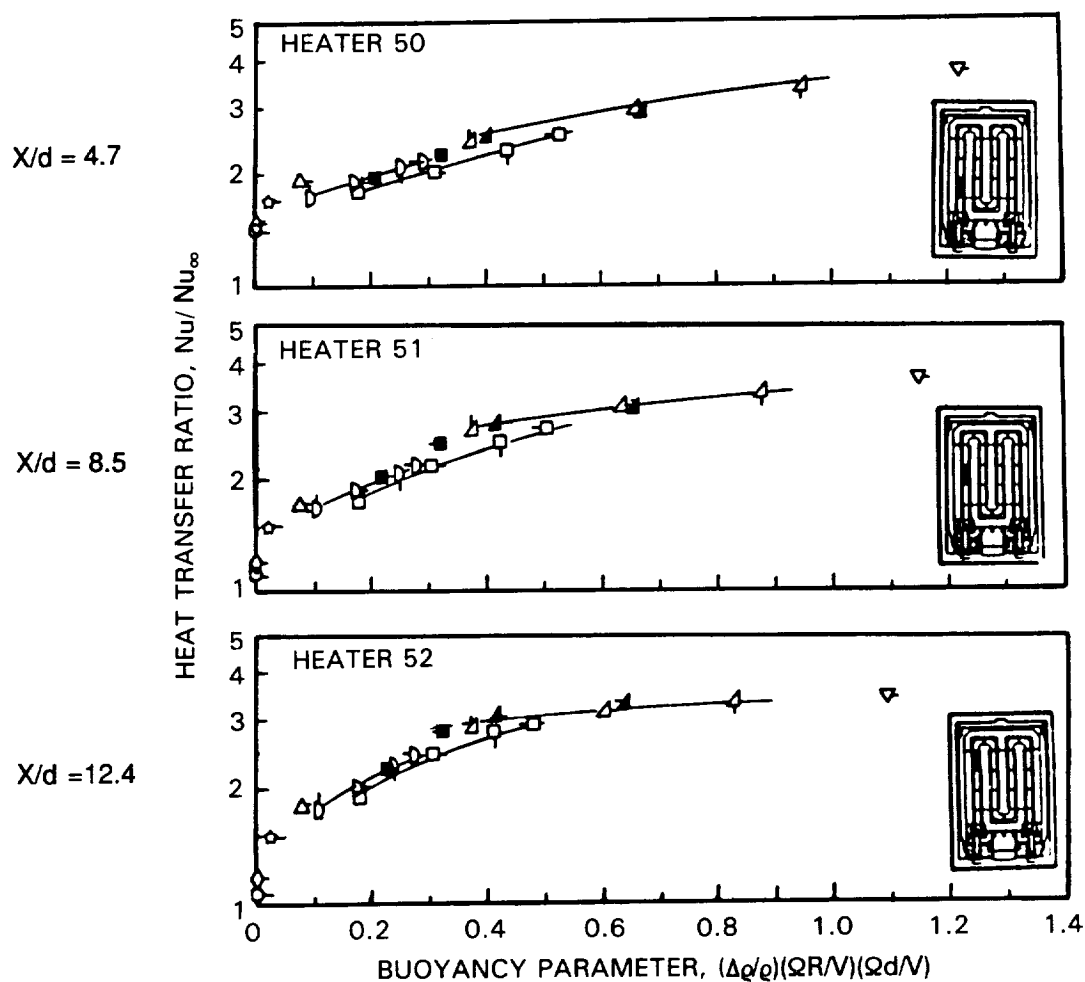 HEATER 50
5
4
3
2
1
X/d = 4.7
HEATER 51
5
4
3
2
1
X/d = 8.5
HEATER 52
5
4
3
2
1
X/d =12.4
HEAT TRANSFER RATIO, Nu/ Nu∞
0 0.2 0.4 0.6 0.8 1.0 1.2 1.4
BUOYANCY PARAMETER, (Δϱ/ϱ)(ΩR/V)(Ωd/V)